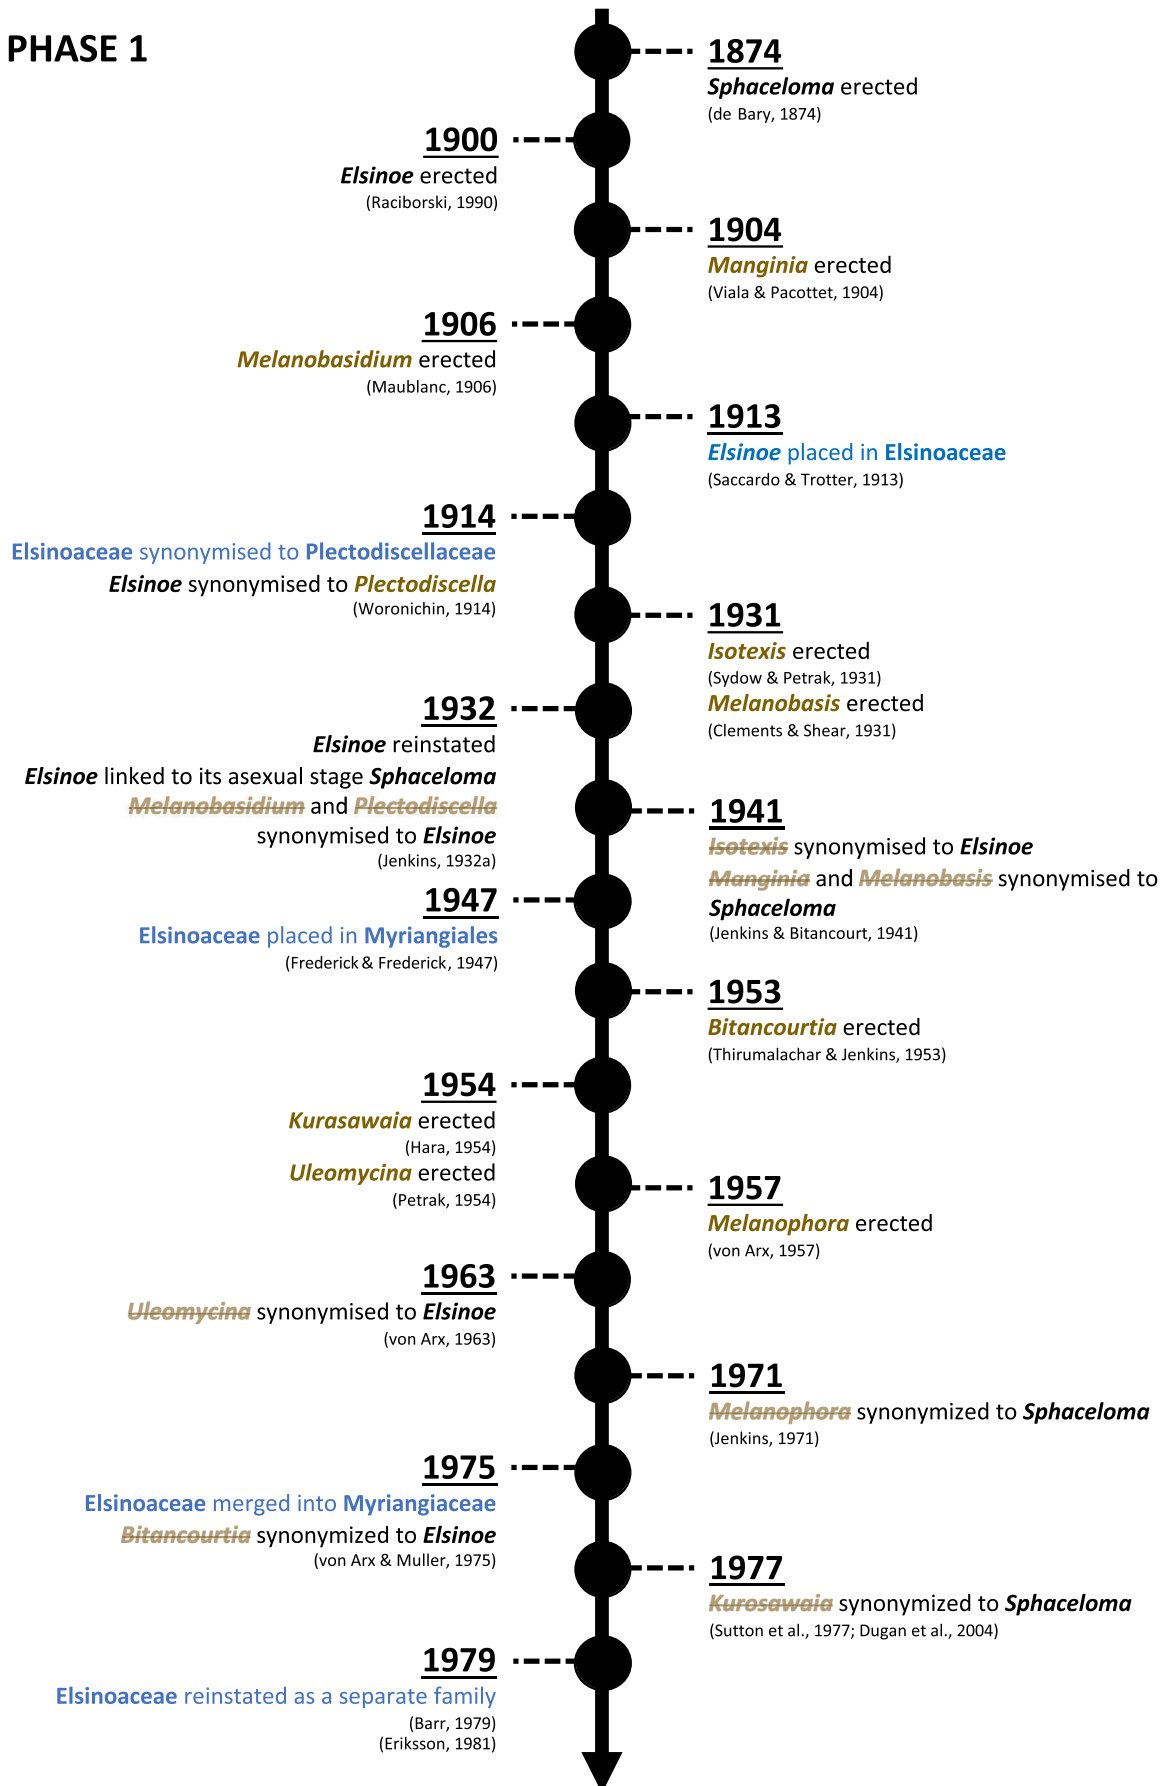 PHASE 1
1874
Sphaceloma erected
(de Bary, 1874)
1900
Elsinoe erected
(Raciborski, 1990)
1904
Manginia erected
(Viala & Pacottet, 1904)
1906
Melanobasidium erected
(Maublanc, 1906)
1913
Elsinoe placed in Elsinoaceae
(Saccardo & Trotter, 1913)
1914
Elsinoaceae synonymised to Plectodiscellaceae
Elsinoe synonymised to Plectodiscella
(Woronichin, 1914)
1931
Isotexis erected
(Sydow & Petrak, 1931)
Melanobasis erected
(Clements & Shear, 1931)
1932
Elsinoe reinstated
Elsinoe linked to its asexual stage Sphaceloma
Melanobasidium and Plectodiscella
synonymised to Elsinoe
(Jenkins, 1932a)
1941
Isotexis synonymised to Elsinoe
Manginia and Melanobasis synonymised to
Sphaceloma
(Jenkins & Bitancourt, 1941)
1947
Elsinoaceae placed in Myriangiales
(Frederick & Frederick, 1947)
1953
Bitancourtia erected
(Thirumalachar & Jenkins, 1953)
1954
Kurasawaia erected
(Hara, 1954)
Uleomycina erected
(Petrak, 1954)
1957
Melanophora erected
(von Arx, 1957)
1963
Uleomycina synonymised to Elsinoe
(von Arx, 1963)
1971
Melanophora synonymized to Sphaceloma
(Jenkins, 1971)
1975
Elsinoaceae merged into Myriangiaceae
Bitancourtia synonymized to Elsinoe
(von Arx & Muller, 1975)
1977
Kurosawaia synonymized to Sphaceloma
(Sutton et al., 1977; Dugan et al., 2004)
1979
Elsinoaceae reinstated as a separate family
(Barr, 1979)
(Eriksson, 1981)